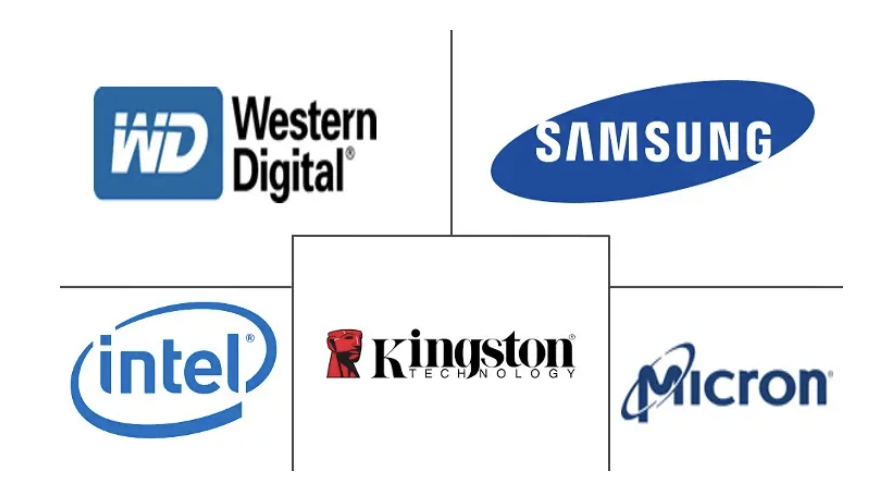 WD
Western
Digital®
SAMSUNG
intel®
Kingston®
TECHNOLOGY
Micron®